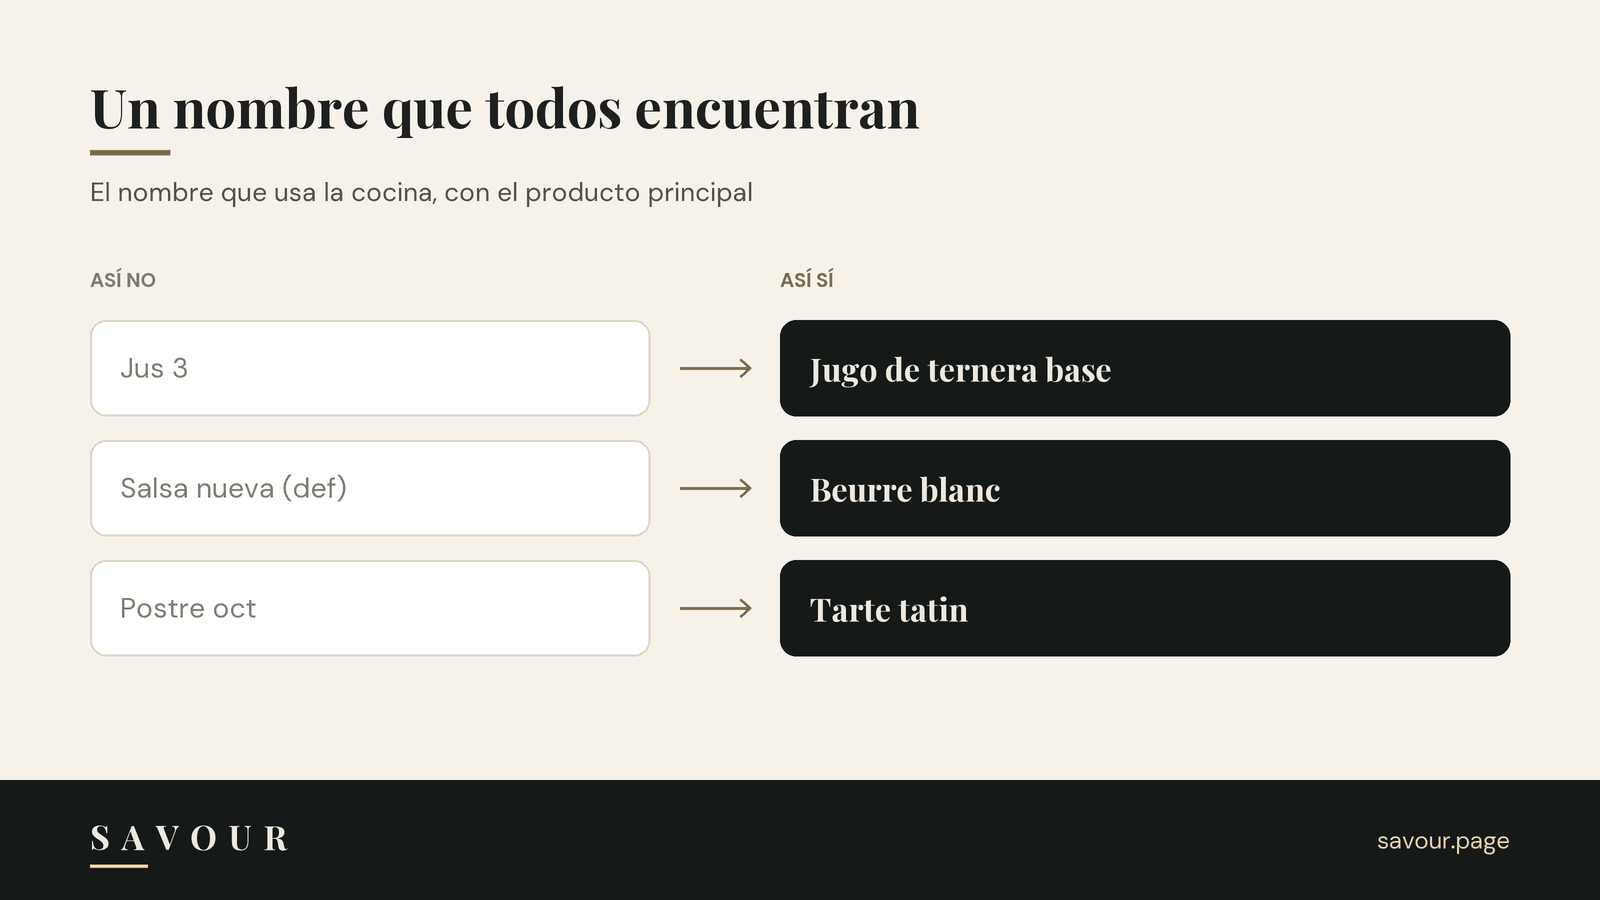 Un nombre que todos encuentran
El nombre que usa la cocina, con el producto principal
ASÍ NO
ASÍ SÍ
Jus 3
Jugo de ternera base
Salsa nueva (def)
Beurre blanc
Postre oct
Tarte tatin
SAVOUR
savour.page